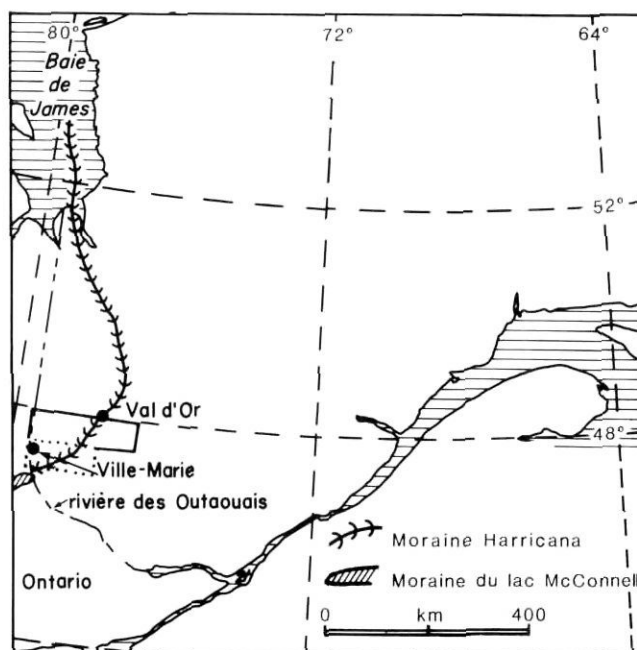 80°
72°
64°
Baie
de
James
52°
Val d'Or
48°
Ville-Marie
rivière des Outaouais
Moraine Harricana
Ontario
Moraine du lac McConnell
0 200 400
km